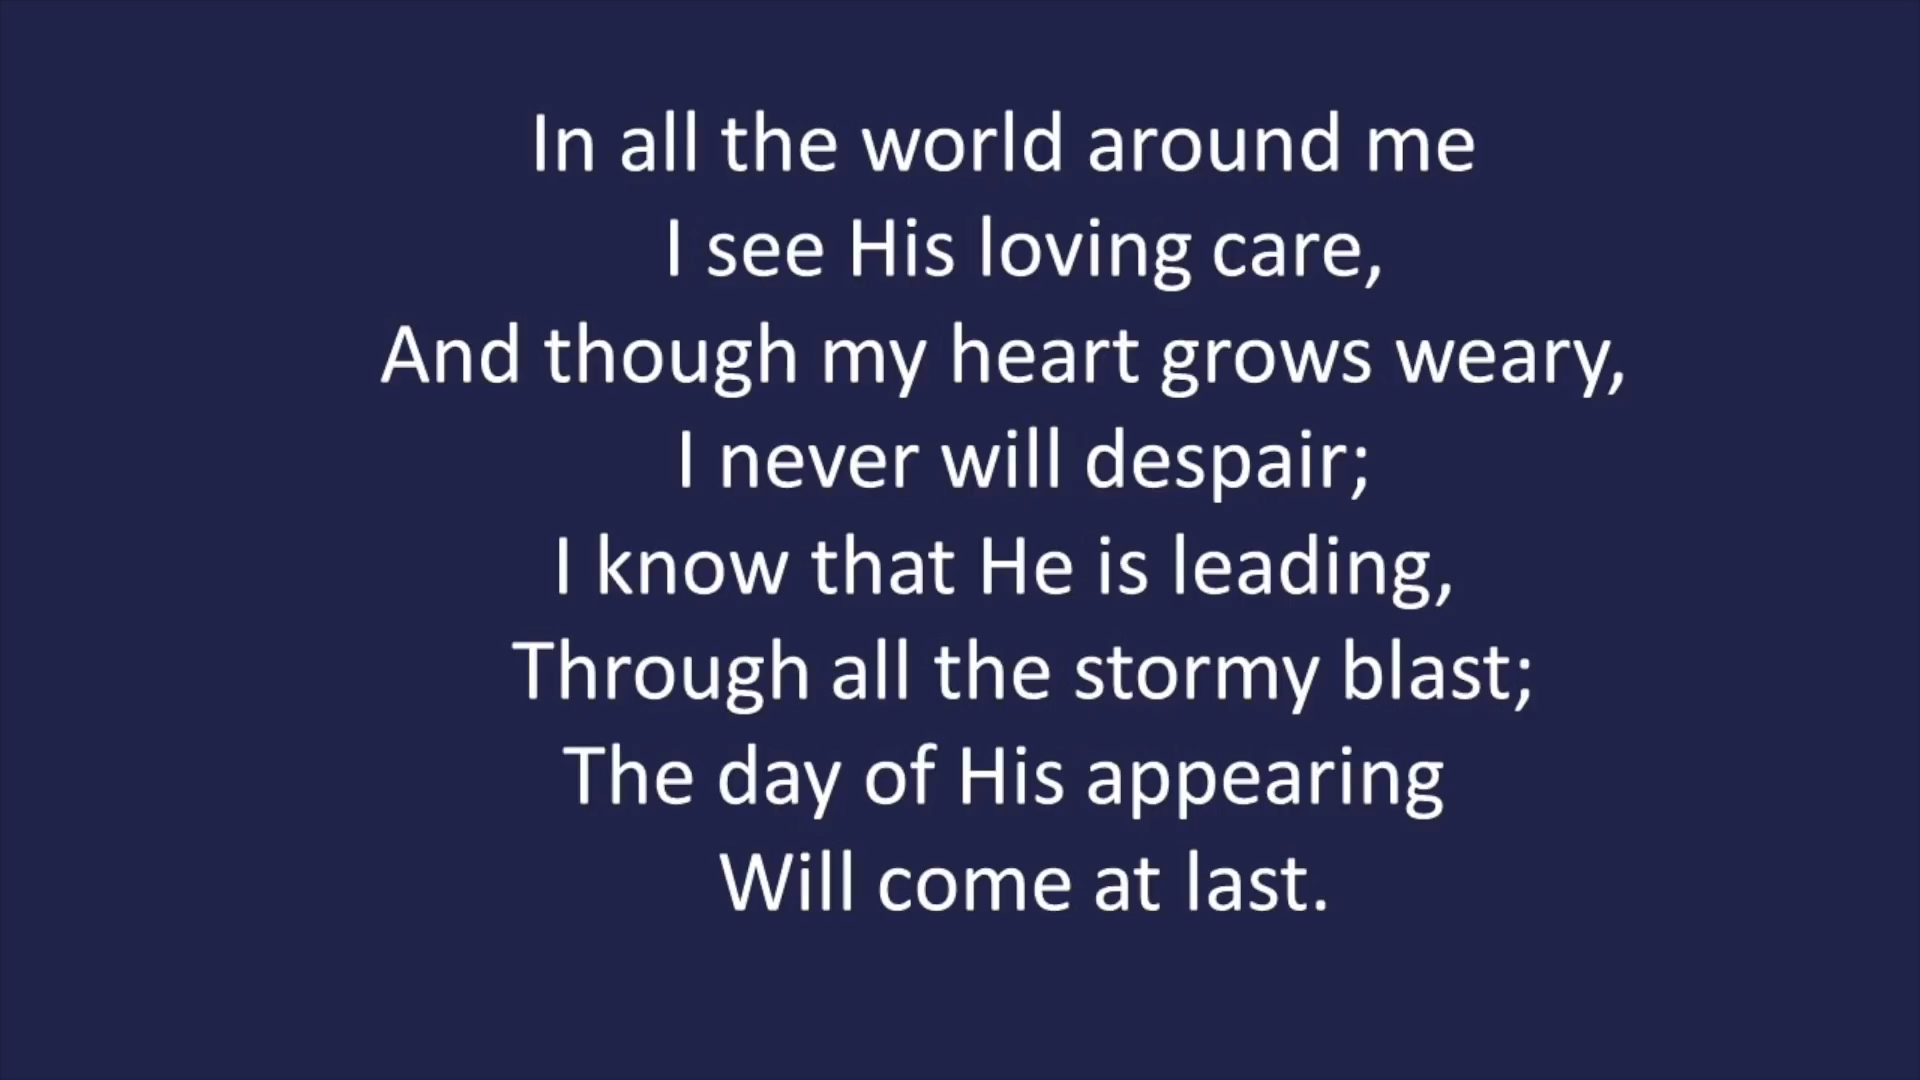 In all the world around me
I see His loving care,
And though my heart grows weary,
I never will despair;
I know that He is leading,
Through all the stormy blast;
The day of His appearing
Will come at last.